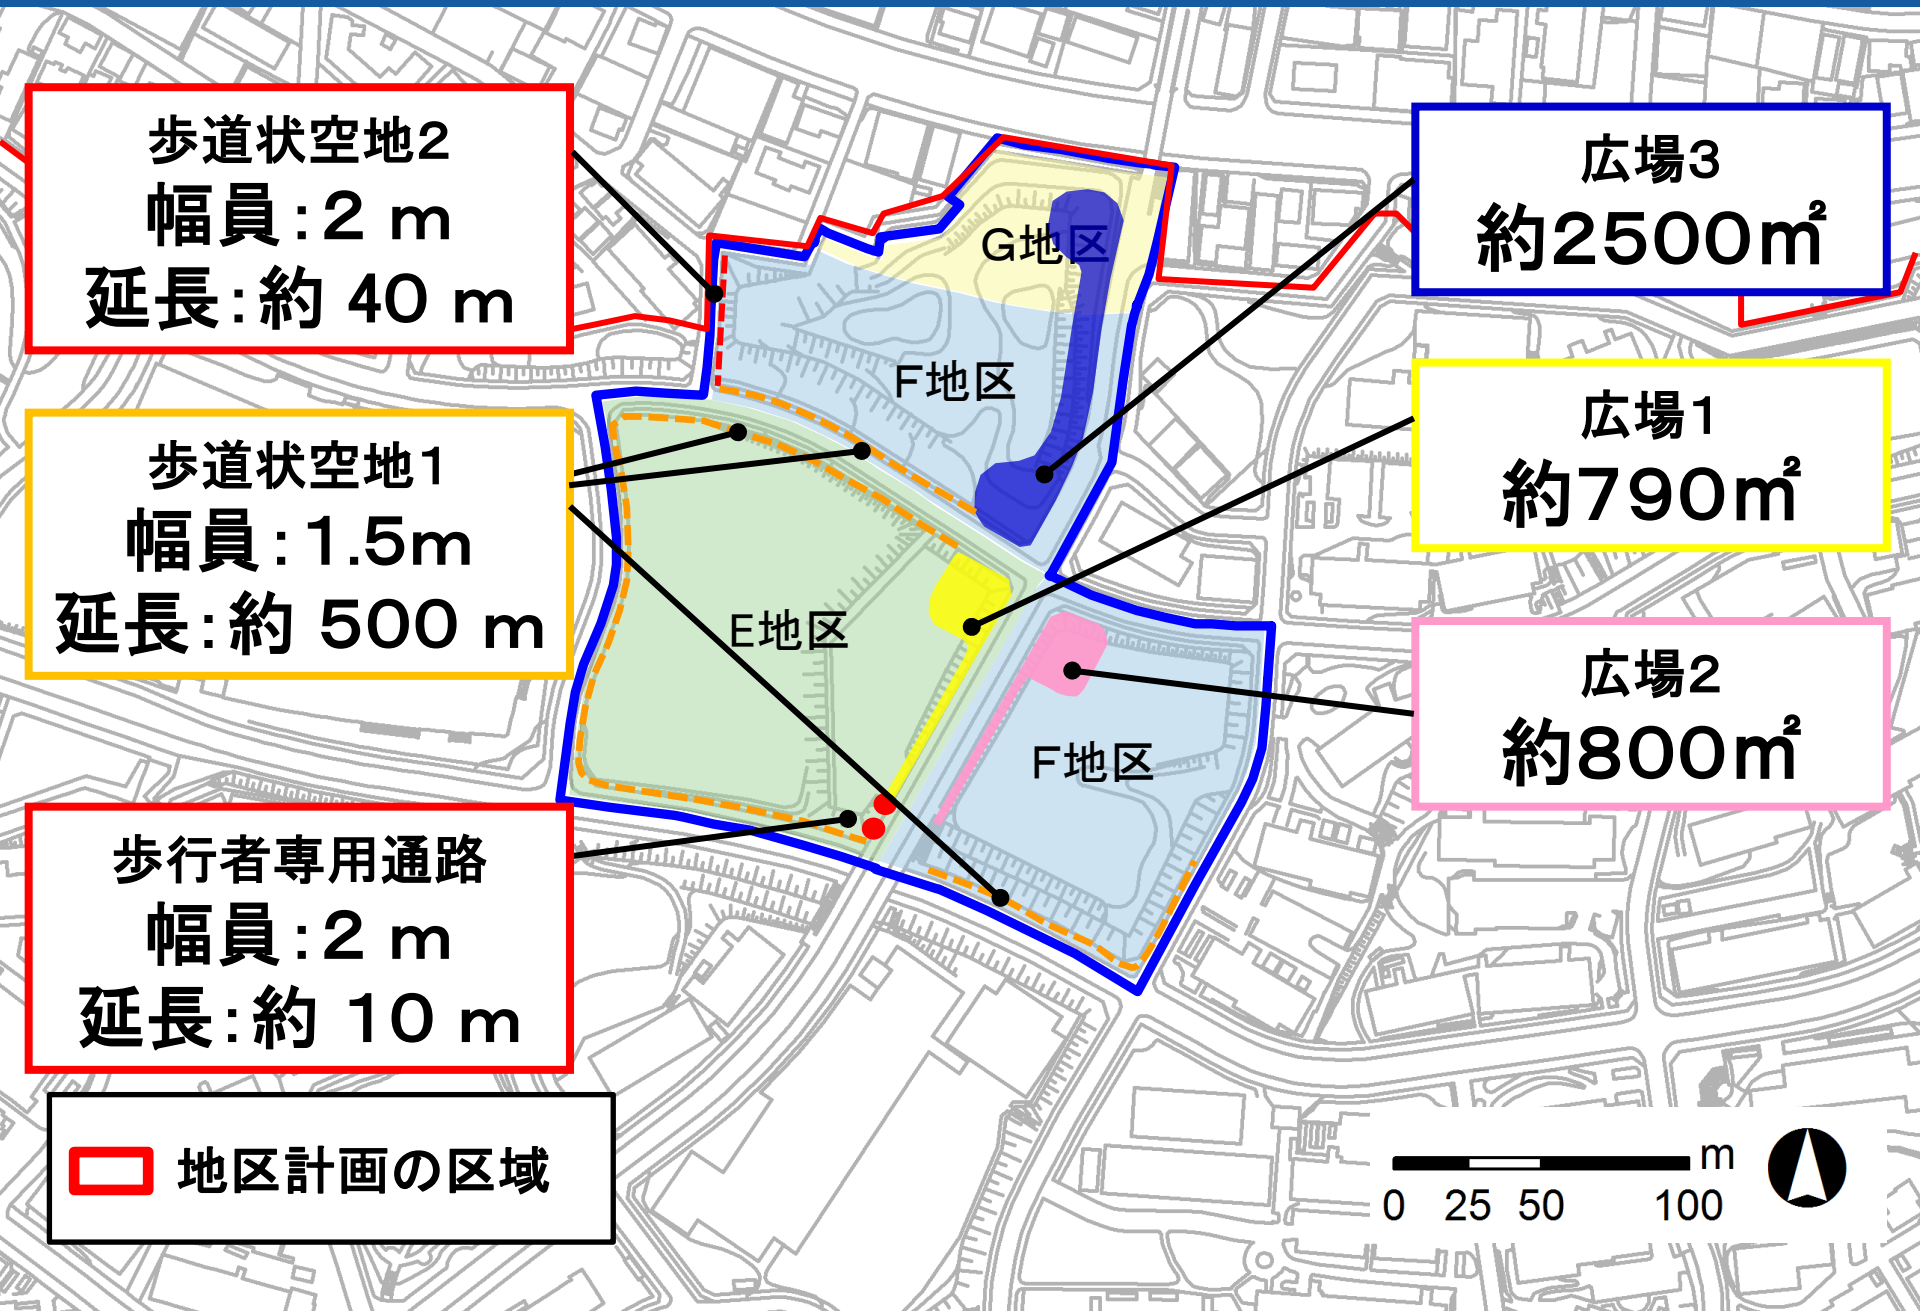 歩道状空地2
幅員:2 m
延長:約 40 m
歩道状空地1
幅員:1.5m
延長:約 500 m
歩行者専用通路
幅員:2 m
延長:約 10 m
地区計画の区域
G地区
F地区
E地区
F地区
広場3
約2500㎡
広場1
約790㎡
広場2
約800㎡
m
0 25 50 100